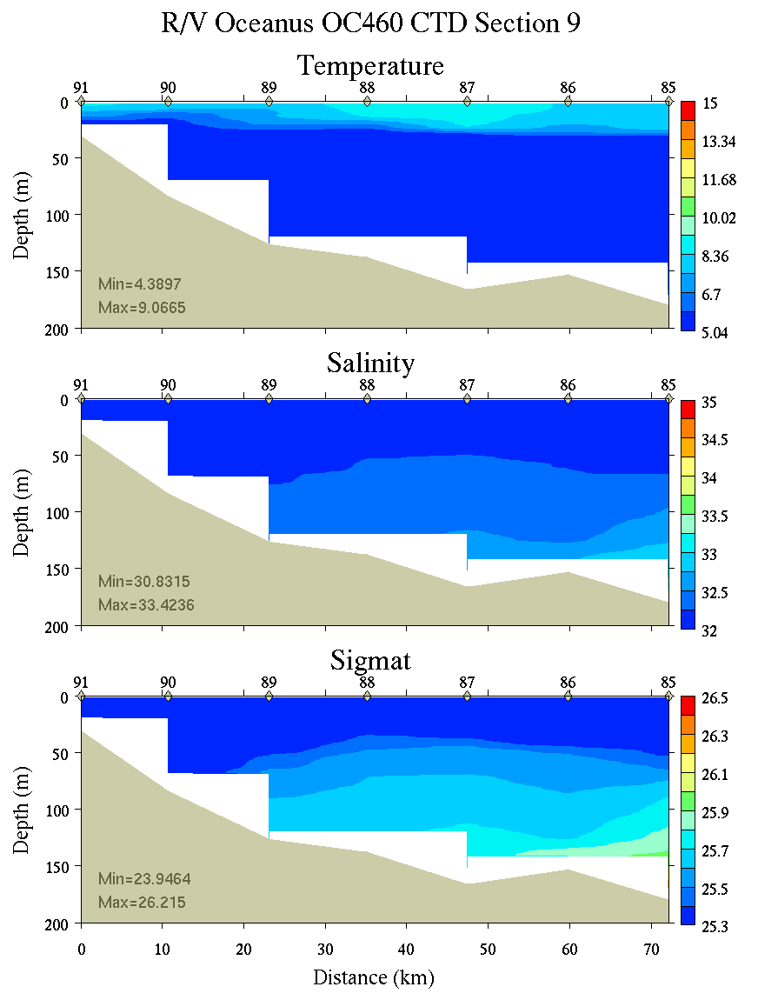 R/V Oceanus OC460 CTD Section 9
Temperature
91 90 89 88 87 86 85
0
50
100
150
200
Depth (m)
Min=4.3897
Max=9.0665
15
13.34
11.68
10.02
8.36
6.7
5.04
Salinity
91 90 89 88 87 86 85
0
50
100
150
200
Depth (m)
Min=30.8315
Max=33.4236
35
34.5
34
33.5
33
32.5
32
Sigmat
91 90 89 88 87 86 85
0
50
100
150
200
Depth (m)
Min=23.9464
Max=26.215
26.5
26.3
26.1
25.9
25.7
25.5
25.3
0 10 20 30 40 50 60 70
Distance (km)